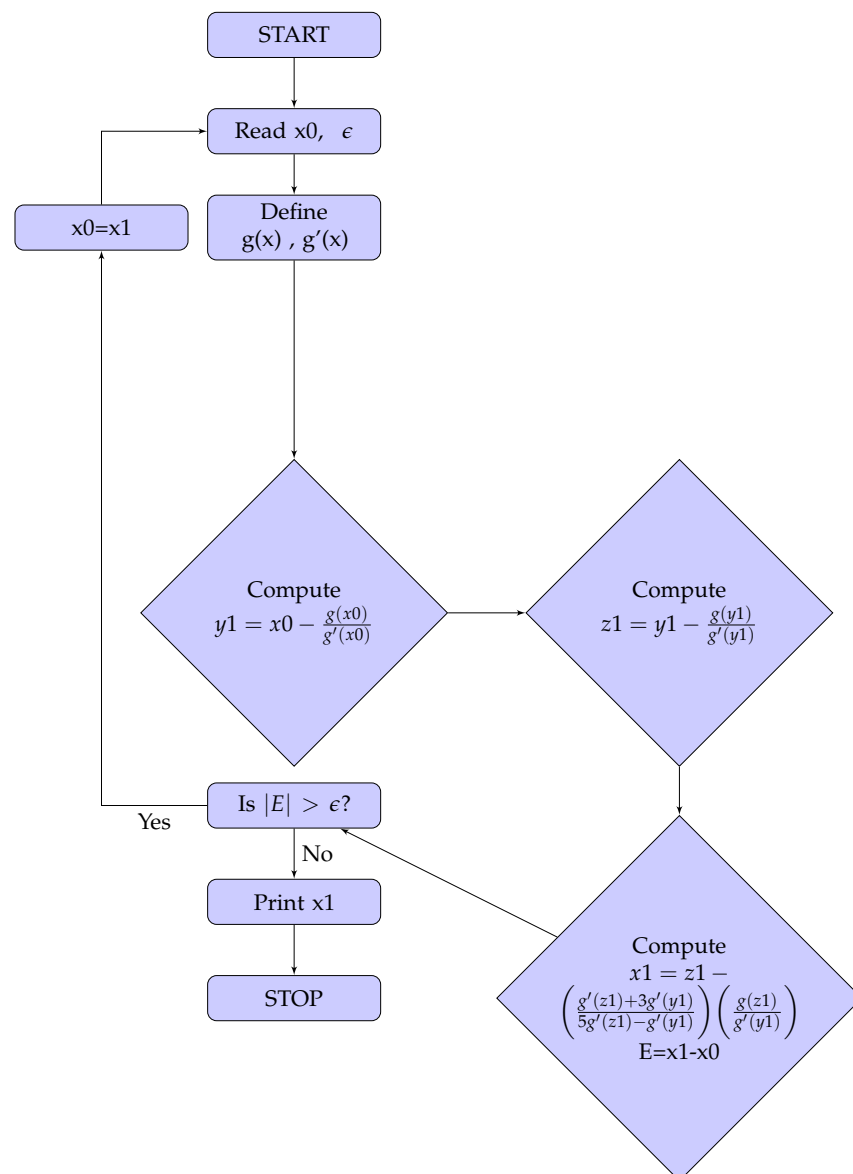 START
Read x0, ϵ
x0=x1
Define
g(x) , g′(x)
Compute
y1 = x0 − g(x0)/g′(x0)
Compute
z1 = y1 − g(y1)/g′(y1)
Is |E| > ϵ?
Yes
No
Print x1
STOP
Compute
x1 = z1 −
(g′(z1)+3g′(y1)/5g′(z1)−g′(y1)) (g(z1)/g′(y1))
E=x1-x0